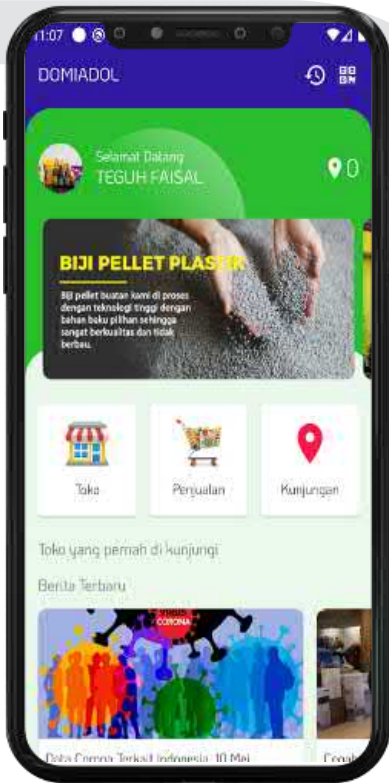 11:07
DOMIADOL
Selamat Datang
TEGUH FAISAL
0
BIJI PELLET PLASTIK
Biji pellet buatan kami di proses
dengan teknologi tinggi dengan
bahan baku pilihan sehingga
sangat berkualitas dan tidak
berbau.
Toko
Penjualan
Kunjungan
Toko yang pernah di kunjungi
Berita Terbaru
VIRUS
CORONA
Data Corona Terkait Indonesia, 10 Mei
Cegah